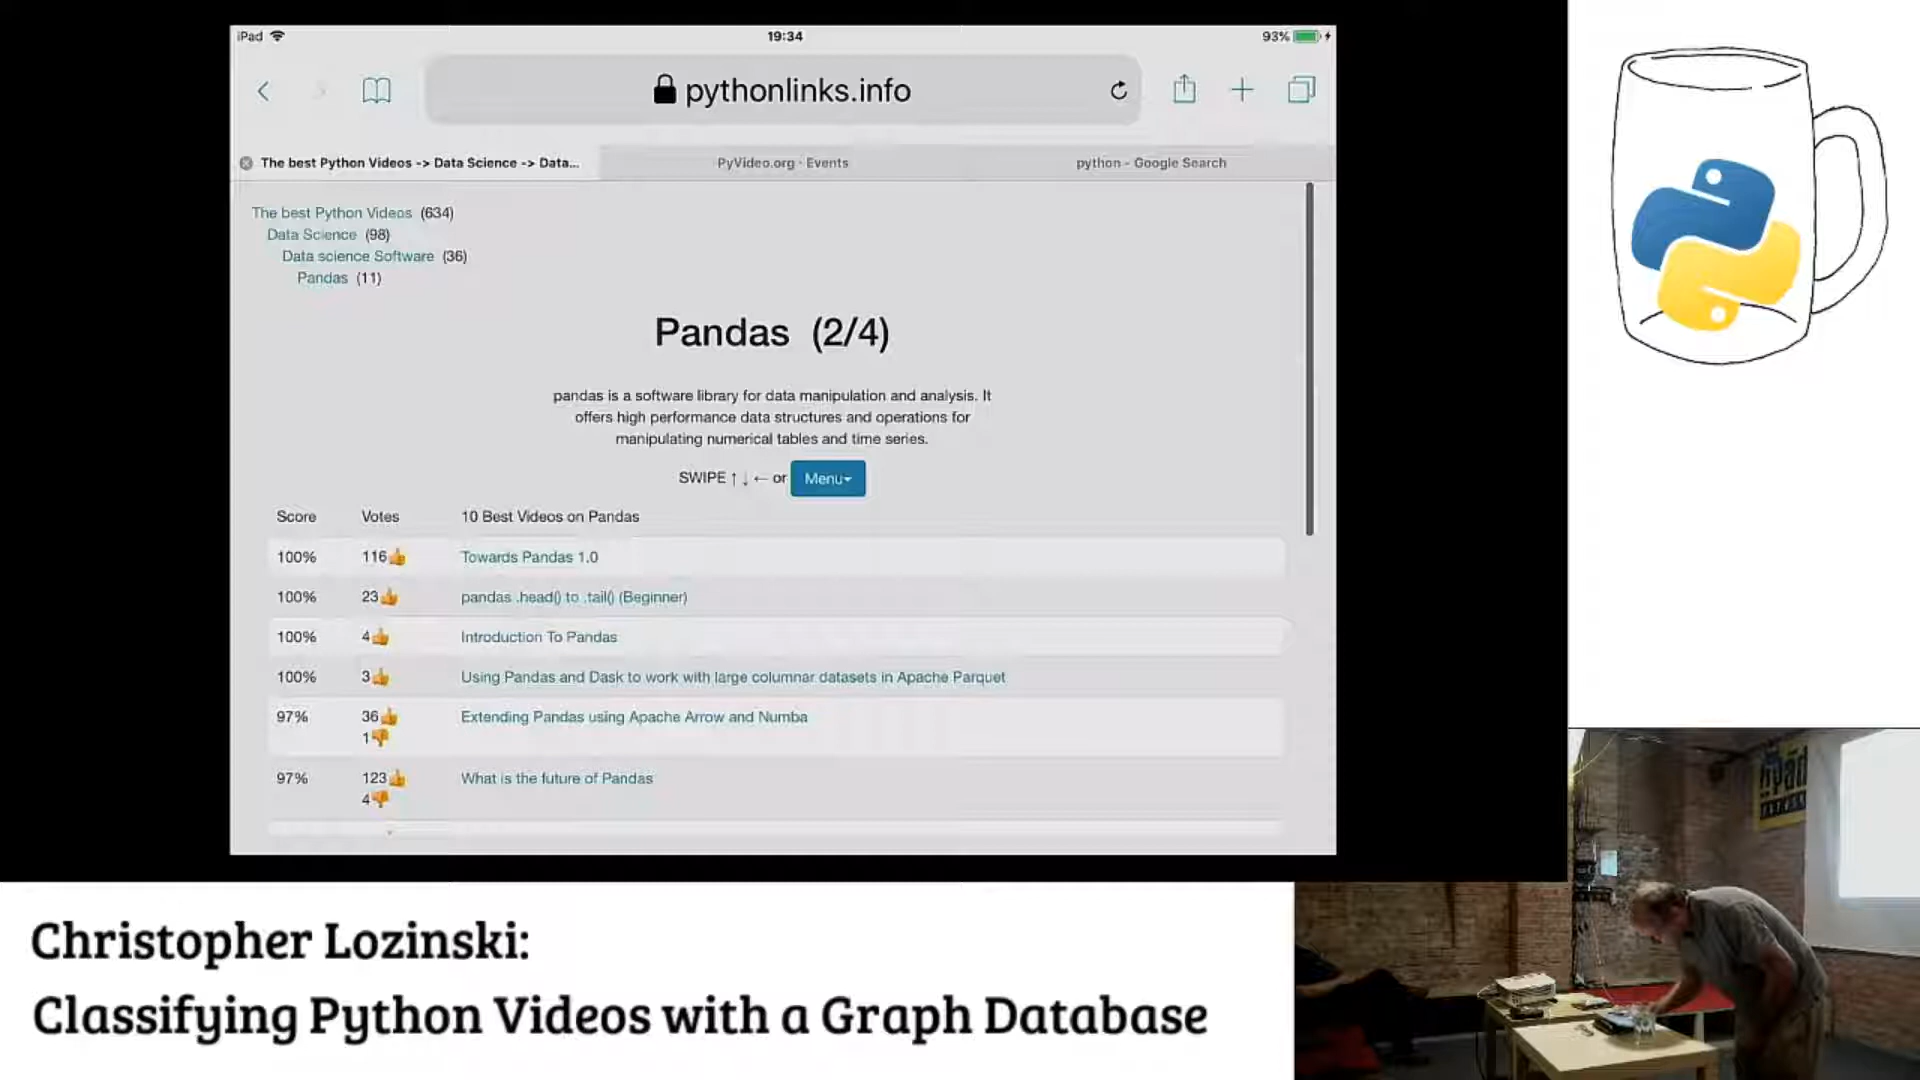 iPad 19:34 93%
pythonlinks.info
The best Python Videos -> Data Science -> Data...
PyVideo.org - Events
python - Google Search
The best Python Videos (634)
Data Science (98)
Data science Software (36)
Pandas (11)
Pandas (2/4)
pandas is a software library for data manipulation and analysis. It
offers high performance data structures and operations for
manipulating numerical tables and time series.
SWIPE ↑↓ ← or Menu
Score Votes 10 Best Videos on Pandas
100% 116👍 Towards Pandas 1.0
100% 23👍 pandas .head() to .tail() (Beginner)
100% 4👍 Introduction To Pandas
100% 3👍 Using Pandas and Dask to work with large columnar datasets in Apache Parquet
97% 36👍 Extending Pandas using Apache Arrow and Numba
1👎
97% 123👍 What is the future of Pandas
4👎
Christopher Lozinski:
Classifying Python Videos with a Graph Database